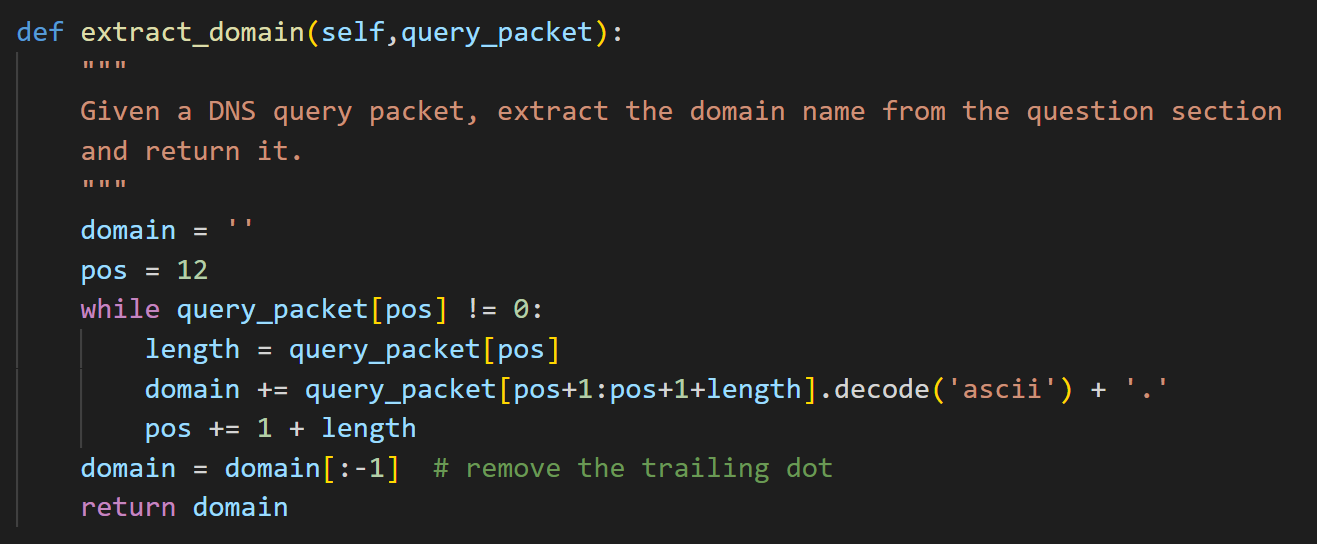 def extract_domain(self,query_packet):
    """
    Given a DNS query packet, extract the domain name from the question section
    and return it.
    """
    domain = ''
    pos = 12
    while query_packet[pos] != 0:
        length = query_packet[pos]
        domain += query_packet[pos+1:pos+1+length].decode('ascii') + '.'
        pos += 1 + length
    domain = domain[:-1]  # remove the trailing dot
    return domain